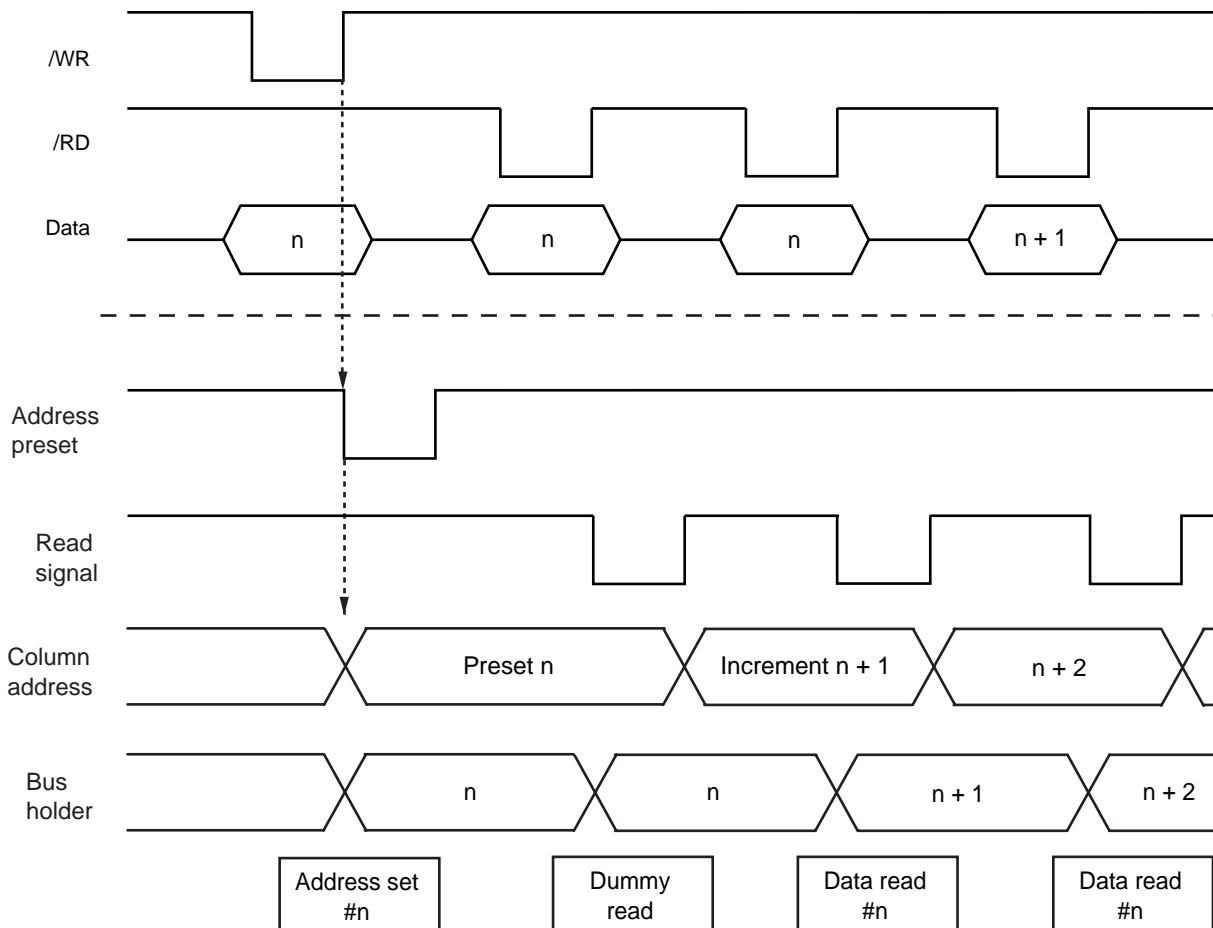 /WR
/RD
Data
n
n
n
n + 1
Address
preset
Read
signal
Column
address
Preset n
Increment n + 1
n + 2
Bus
holder
n
n
n + 1
n + 2
Address set
#n
Dummy
read
Data read
#n
Data read
#n